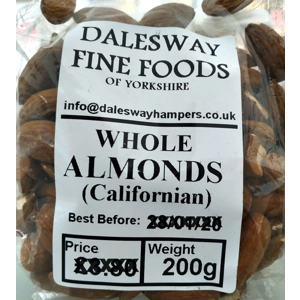 DALESWAY
FINE FOODS
OF YORKSHIRE
info@daleswayhampers.co.uk
WHOLE
ALMONDS
(Californian)
Best Before:
Price Weight
200g